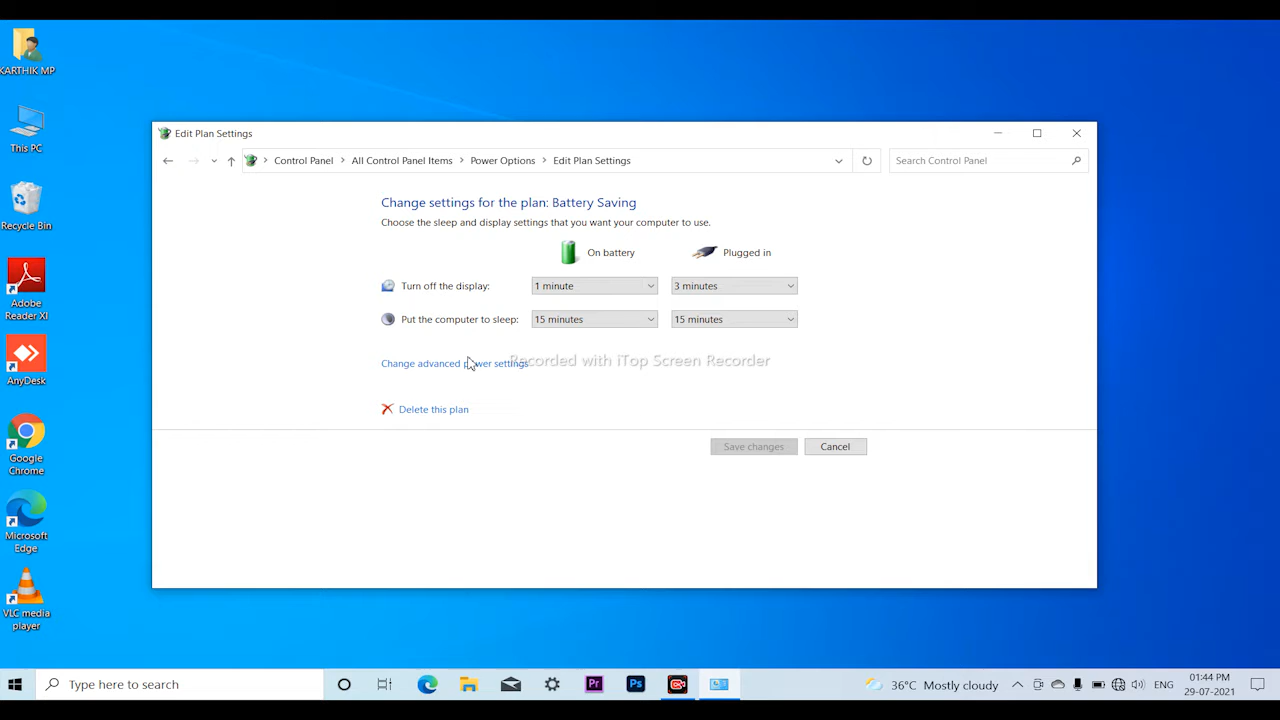 KARTHIK MP
This PC
Recycle Bin
Adobe
Reader XI
AnyDesk
Google
Chrome
Microsoft
Edge
VLC media
player
Edit Plan Settings
Control Panel > All Control Panel Items > Power Options > Edit Plan Settings
Search Control Panel
Change settings for the plan: Battery Saving
Choose the sleep and display settings that you want your computer to use.
On battery Plugged in
Turn off the display: 1 minute 3 minutes
Put the computer to sleep: 15 minutes 15 minutes
Change advanced power settings
Recorded with iTop Screen Recorder
Delete this plan
Save changes Cancel
Type here to search
Pr
Ps
36°C Mostly cloudy
ENG
01:44 PM
29-07-2021